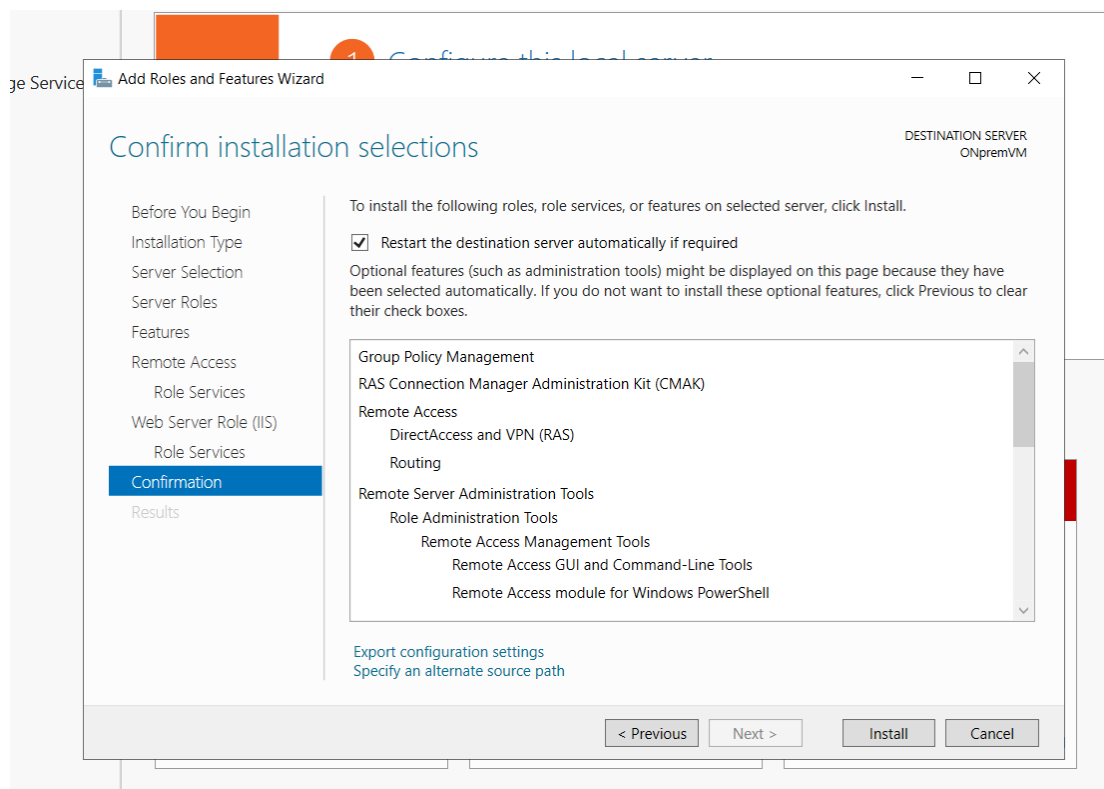 1 Configure this local server
ge Service
Add Roles and Features Wizard
Confirm installation selections
DESTINATION SERVER
ONpremVM
Before You Begin
Installation Type
Server Selection
Server Roles
Features
Remote Access
Role Services
Web Server Role (IIS)
Role Services
Confirmation
Results
To install the following roles, role services, or features on selected server, click Install.
Restart the destination server automatically if required
Optional features (such as administration tools) might be displayed on this page because they have
been selected automatically. If you do not want to install these optional features, click Previous to clear
their check boxes.
Group Policy Management
RAS Connection Manager Administration Kit (CMAK)
Remote Access
DirectAccess and VPN (RAS)
Routing
Remote Server Administration Tools
Role Administration Tools
Remote Access Management Tools
Remote Access GUI and Command-Line Tools
Remote Access module for Windows PowerShell
Export configuration settings
Specify an alternate source path
< Previous
Next >
Install
Cancel